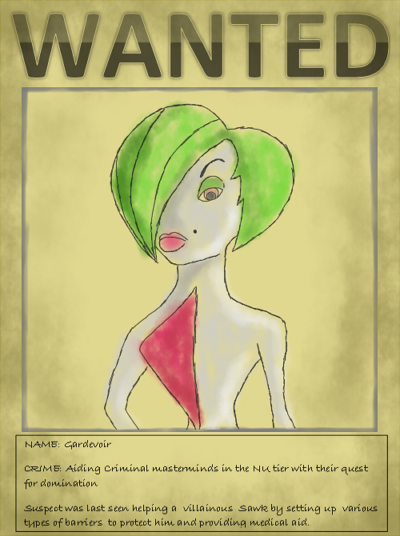 WANTED
NAME: Gardevoir
CRIME: Aiding Criminal masterminds in the NU tier with their quest
for domination
Suspect was last seen helping a villainous Sawk by setting up various
types of barriers to protect him and providing medical aid.